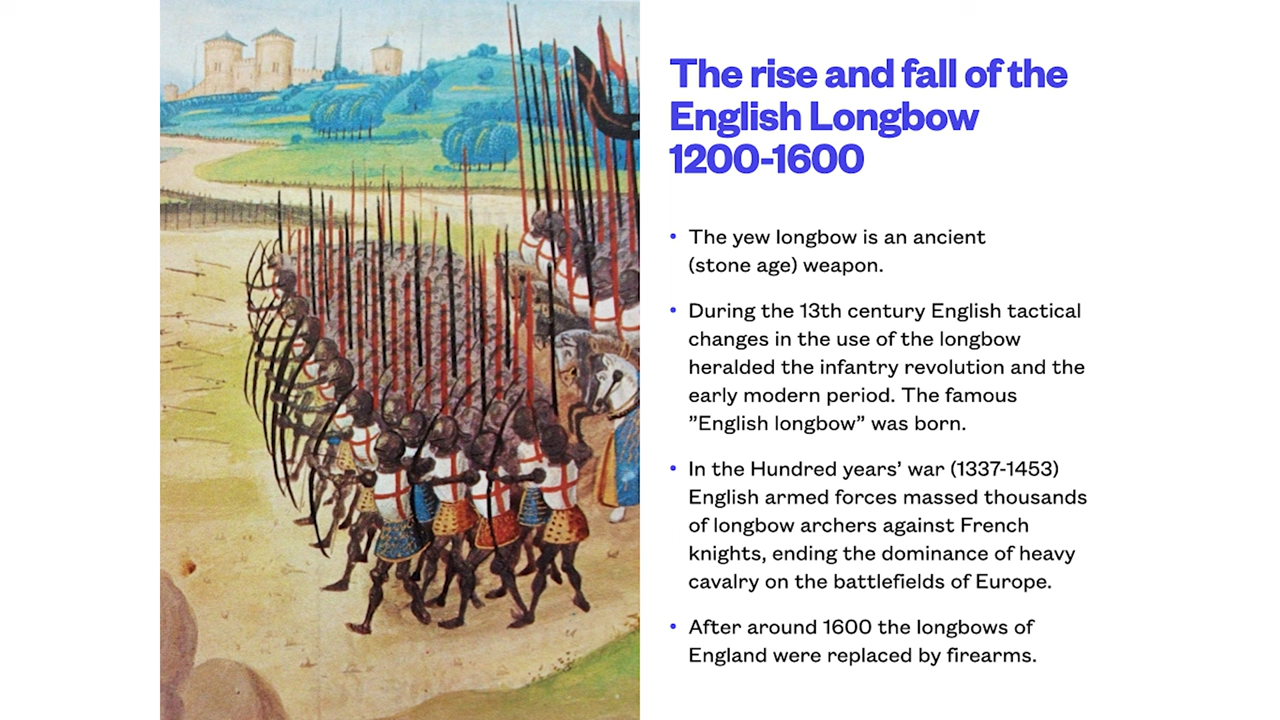 The rise and fall of the
English Longbow
1200-1600
• The yew longbow is an ancient
(stone age) weapon.
• During the 13th century English tactical
changes in the use of the longbow
heralded the infantry revolution and the
early modern period. The famous
”English longbow” was born.
• In the Hundred years’ war (1337-1453)
English armed forces massed thousands
of longbow archers against French
knights, ending the dominance of heavy
cavalry on the battlefields of Europe.
• After around 1600 the longbows of
England were replaced by firearms.